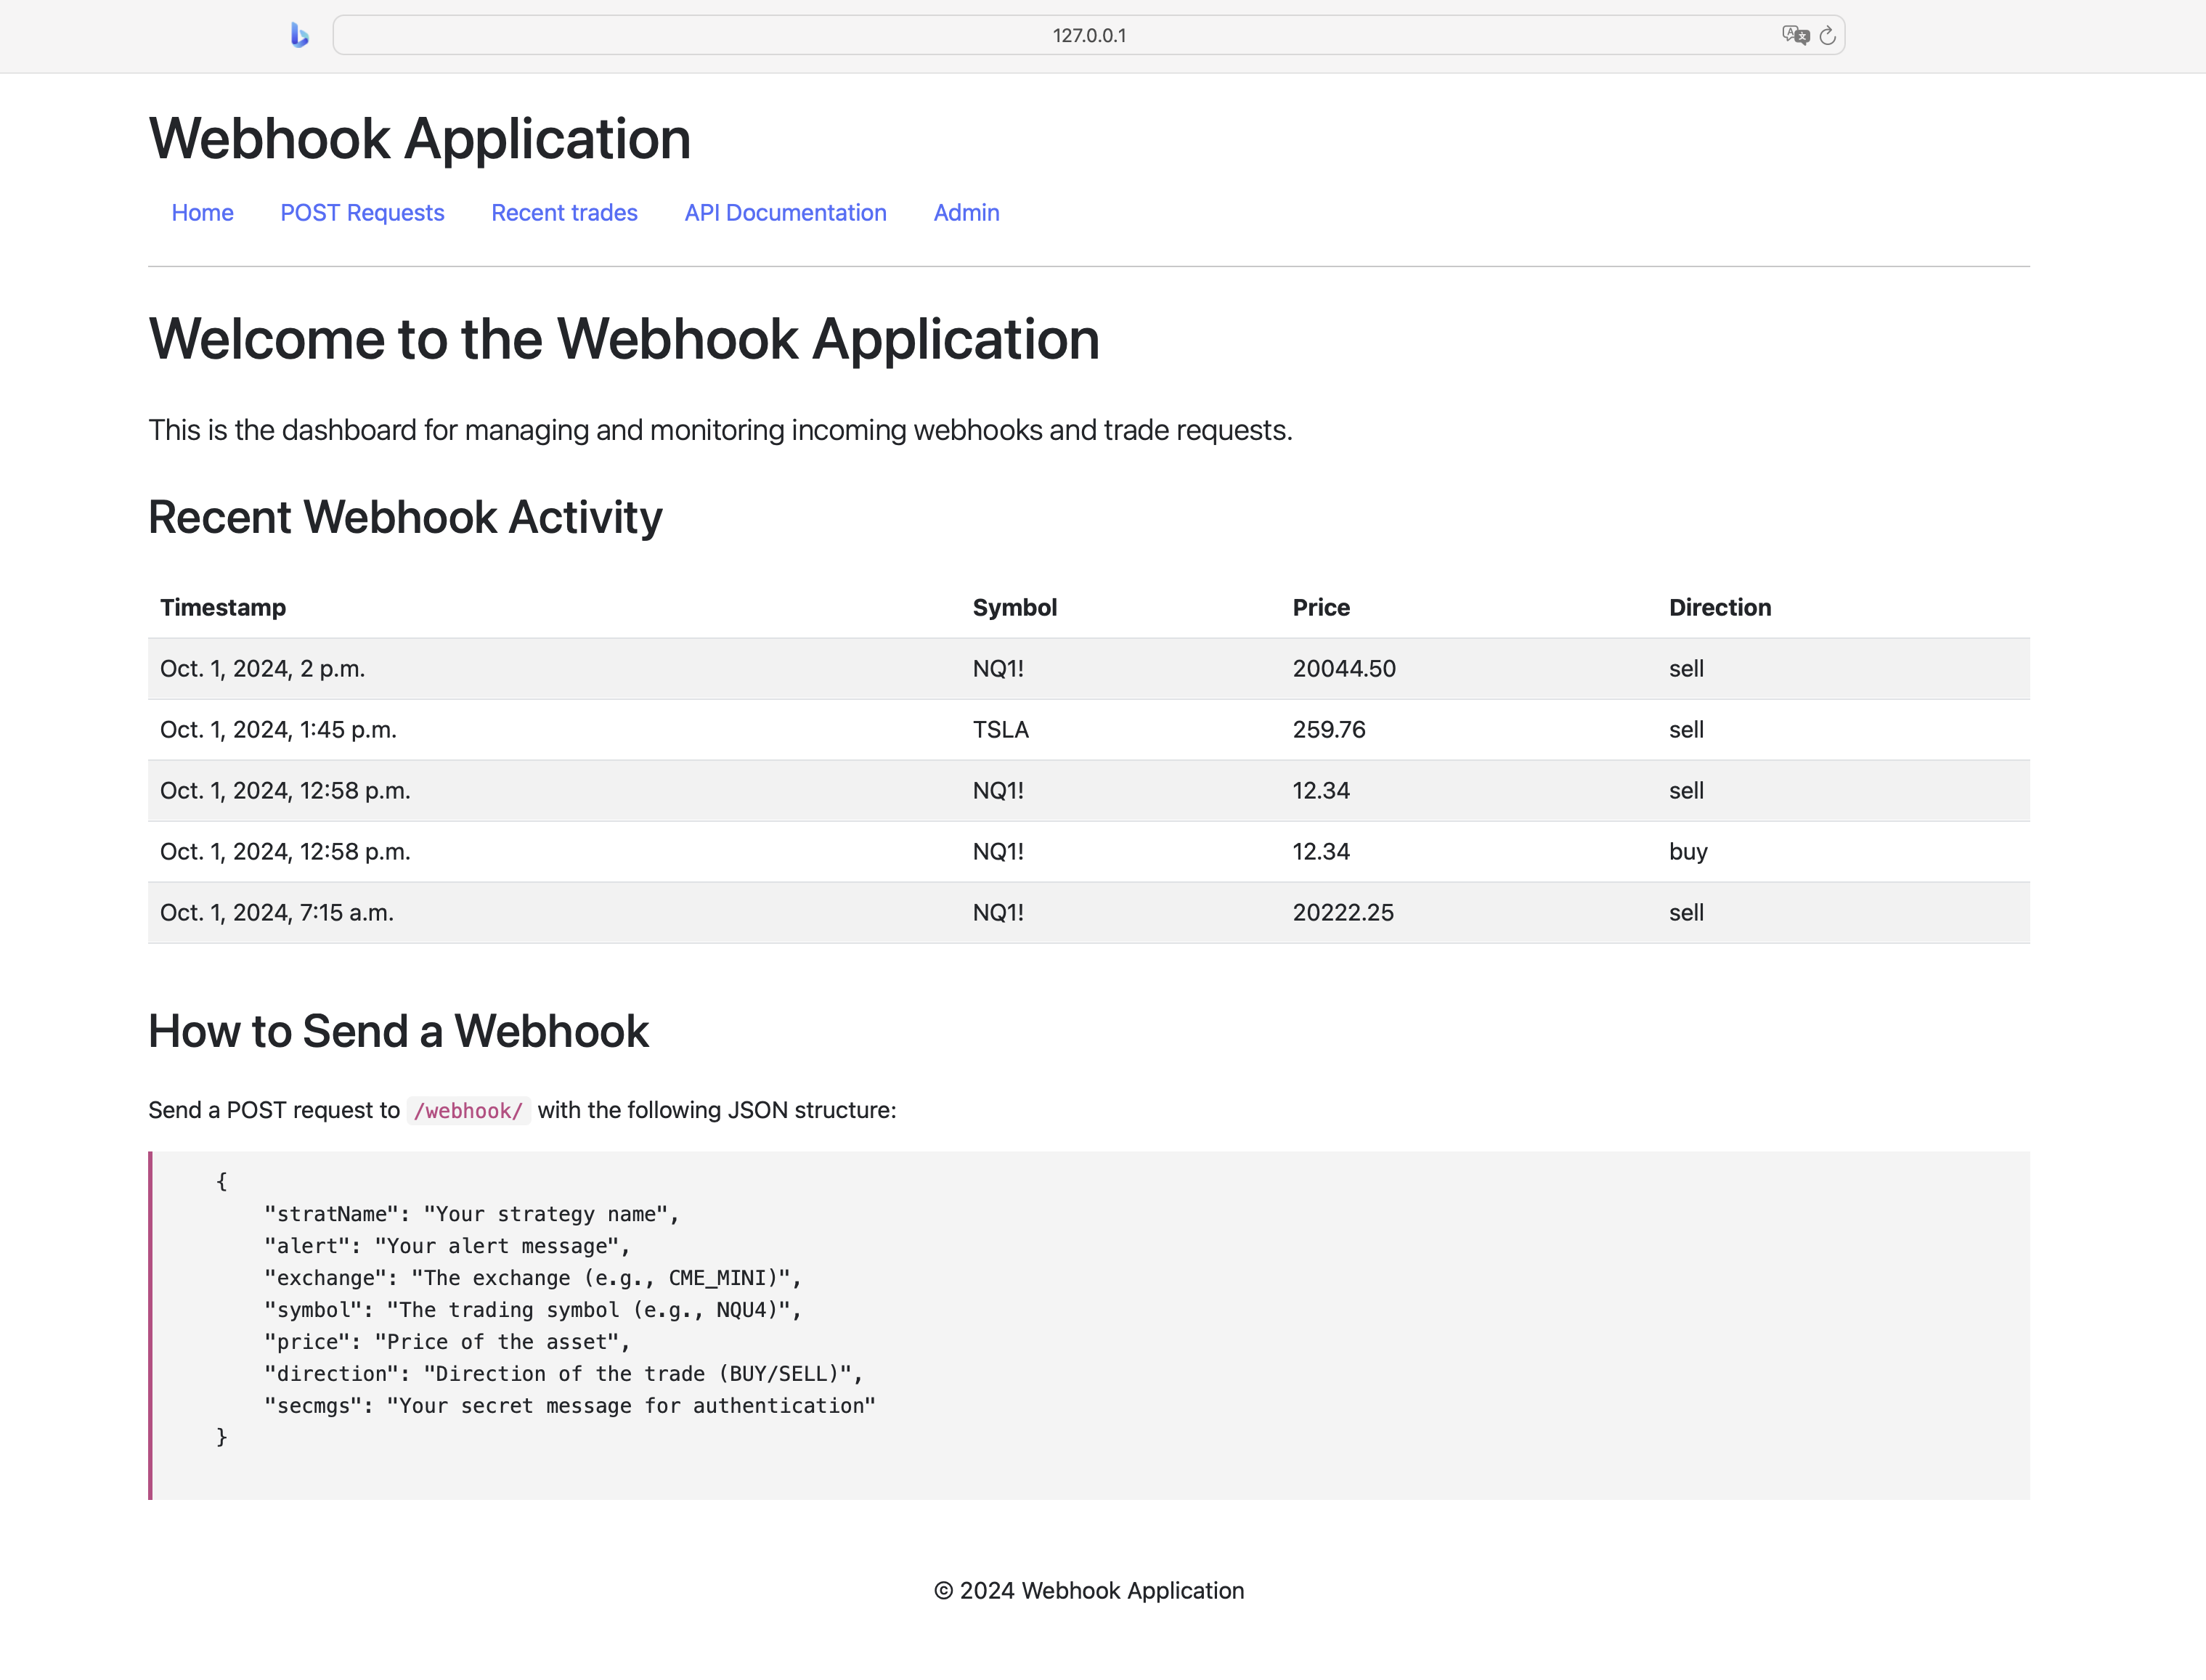 127.0.0.1
Webhook Application
Home POST Requests Recent trades API Documentation Admin
Welcome to the Webhook Application
This is the dashboard for managing and monitoring incoming webhooks and trade requests.
Recent Webhook Activity
Timestamp Symbol Price Direction
Oct. 1, 2024, 2 p.m. NQ1! 20044.50 sell
Oct. 1, 2024, 1:45 p.m. TSLA 259.76 sell
Oct. 1, 2024, 12:58 p.m. NQ1! 12.34 sell
Oct. 1, 2024, 12:58 p.m. NQ1! 12.34 buy
Oct. 1, 2024, 7:15 a.m. NQ1! 20222.25 sell
How to Send a Webhook
Send a POST request to /webhook/ with the following JSON structure:
{
"stratName": "Your strategy name",
"alert": "Your alert message",
"exchange": "The exchange (e.g., CME_MINI)",
"symbol": "The trading symbol (e.g., NQU4)",
"price": "Price of the asset",
"direction": "Direction of the trade (BUY/SELL)",
"secmgs": "Your secret message for authentication"
}
© 2024 Webhook Application